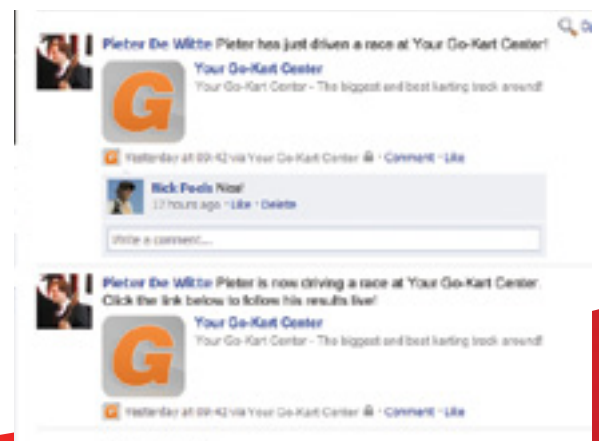 Pieter De Witte Pieter has just driven a race at Your Go-Kart Center!
G
Your Go-Kart Center
Your Go-Kart Center - The biggest and best karting track around!
Yesterday at 09:42 via Your Go-Kart Center · Comment · Like
Rick Poels Nice!
12 hours ago · Like · Delete
Write a comment...
Pieter De Witte Pieter is now driving a race at Your Go-Kart Center.
Click the link below to follow his results live!
G
Your Go-Kart Center
Your Go-Kart Center - The biggest and best karting track around!
Yesterday at 09:42 via Your Go-Kart Center · Comment · Like